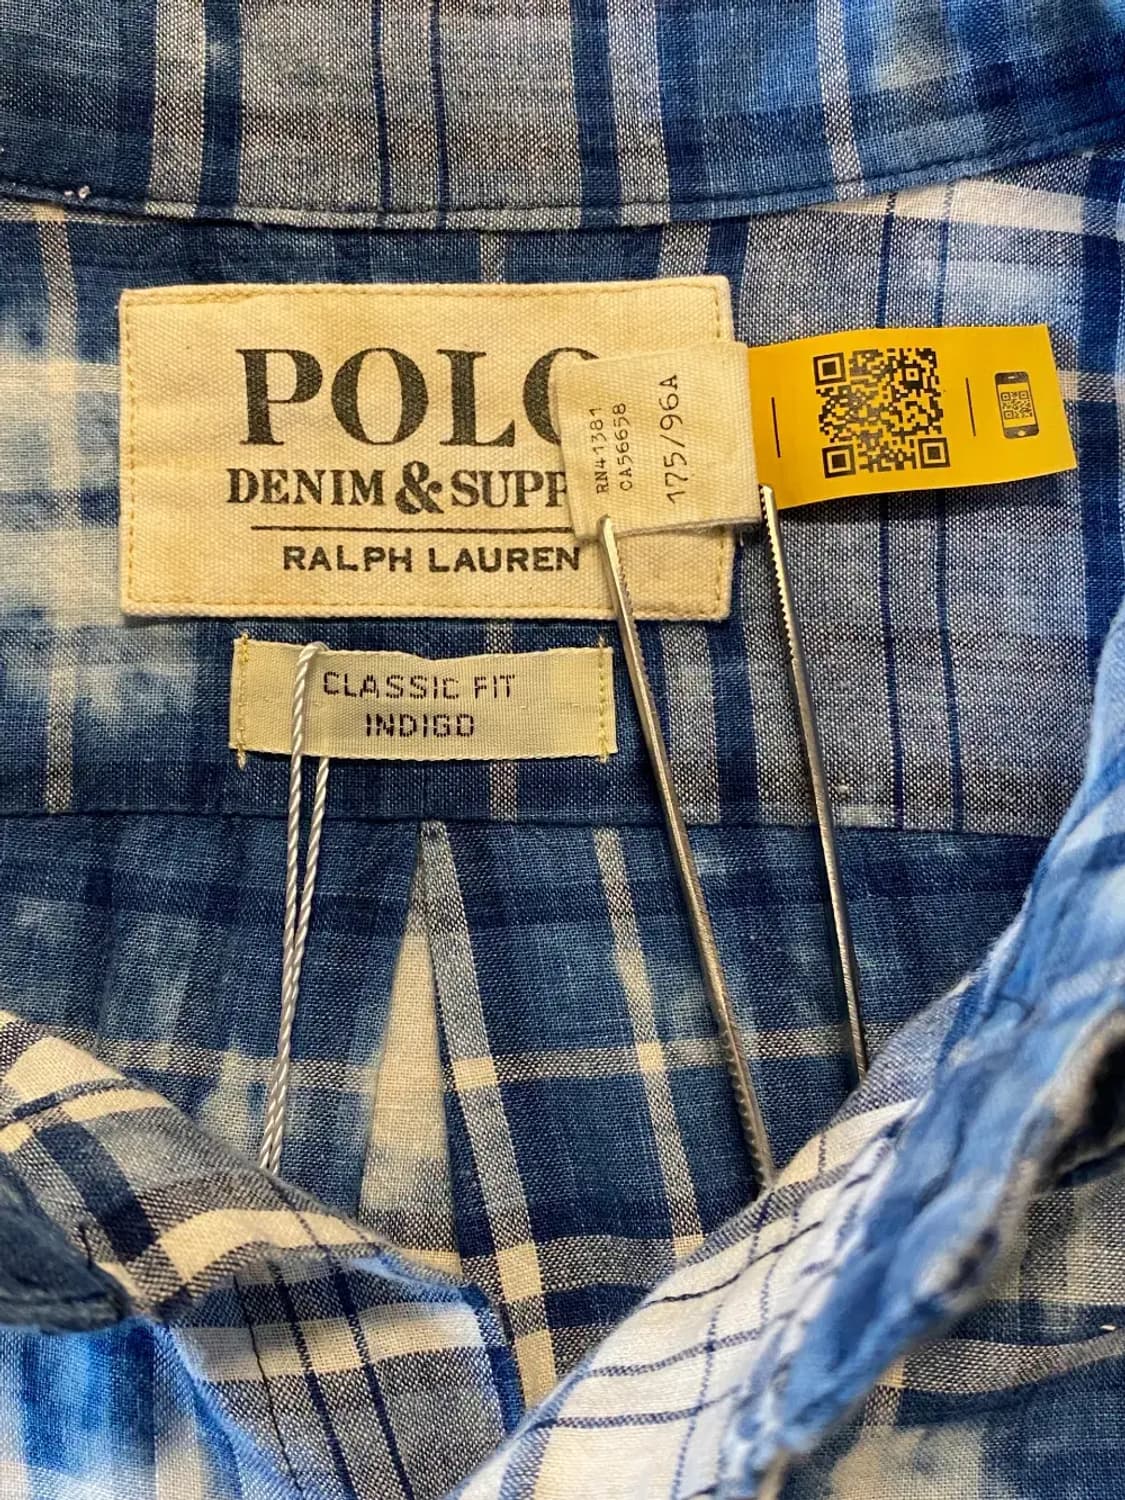 POLO
DENIM & SUPP
RALPH LAUREN
RN41381
CA56658
175/96A
CLASSIC FIT
INDIGO